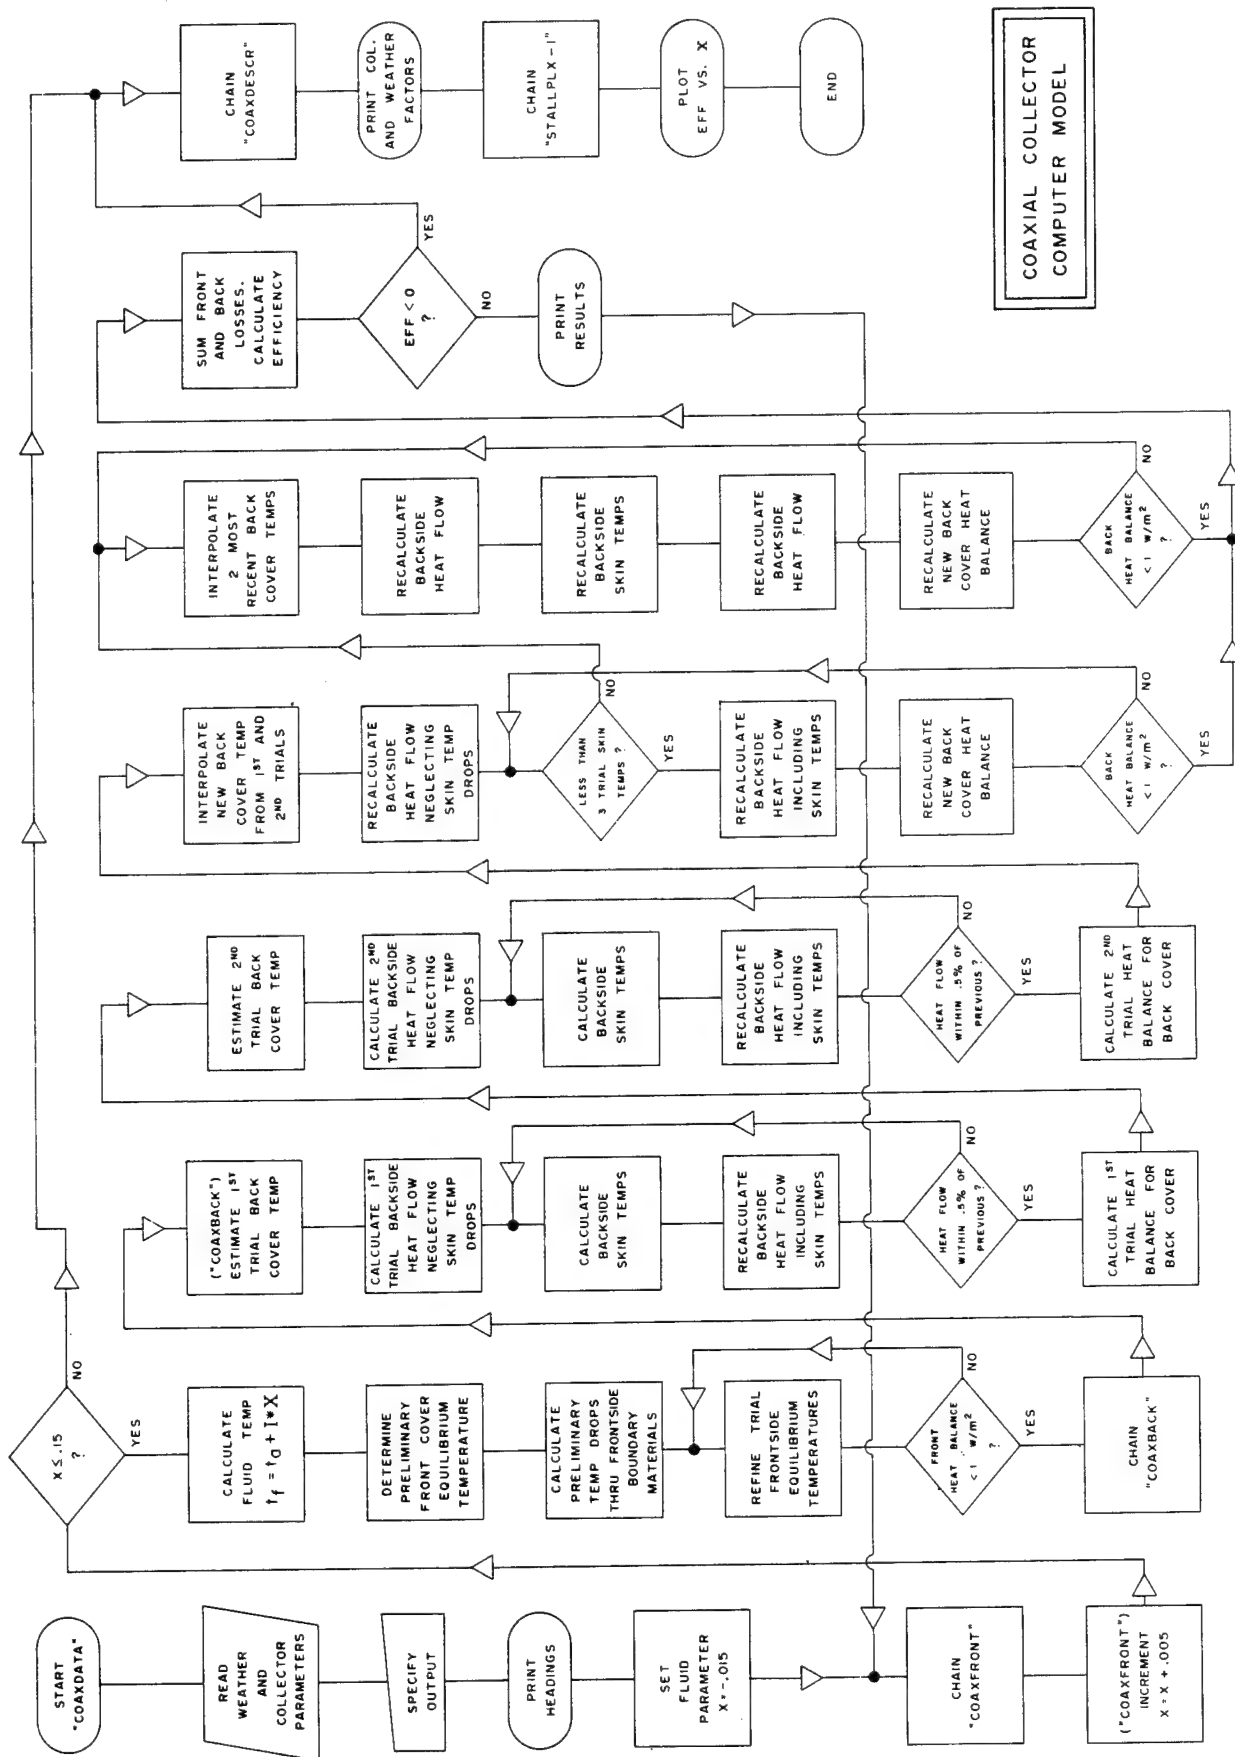 START
"COAXDATA"
READ
WEATHER
AND
COLLECTOR
PARAMETERS
SPECIFY
OUTPUT
PRINT
HEADINGS
SET
FLUID
PARAMETER
X = -.015
CHAIN
"COAXFRONT"
("COAXFRONT")
INCREMENT
X = X + .005
X ≤ .15
?
NO
YES
CALCULATE
FLUID TEMP
tf = ta + I*X
DETERMINE
PRELIMINARY
FRONT COVER
EQUILIBRIUM
TEMPERATURE
CALCULATE
PRELIMINARY
TEMP DROPS
THRU FRONTSIDE
BOUNDARY
MATERIALS
REFINE TRIAL
FRONTSIDE
EQUILIBRIUM
TEMPERATURES
FRONT
HEAT BALANCE
< 1 W/m²
?
NO
YES
CHAIN
"COAXBACK"
("COAXBACK")
ESTIMATE 1ST
TRIAL BACK
COVER TEMP
CALCULATE 1ST
TRIAL BACKSIDE
HEAT FLOW
NEGLECTING
SKIN TEMP
DROPS
CALCULATE
BACKSIDE
SKIN TEMPS
RECALCULATE
BACKSIDE
HEAT FLOW
INCLUDING
SKIN TEMPS
HEAT FLOW
WITHIN .5% OF
PREVIOUS ?
NO
YES
CALCULATE 1ST
TRIAL HEAT
BALANCE FOR
BACK COVER
ESTIMATE 2ND
TRIAL BACK
COVER TEMP
CALCULATE 2ND
TRIAL BACKSIDE
HEAT FLOW
NEGLECTING
SKIN TEMP
DROPS
CALCULATE
BACKSIDE
SKIN TEMPS
RECALCULATE
BACKSIDE
HEAT FLOW
INCLUDING
SKIN TEMPS
HEAT FLOW
WITHIN .5% OF
PREVIOUS ?
NO
YES
CALCULATE 2ND
TRIAL HEAT
BALANCE FOR
BACK COVER
INTERPOLATE
NEW BACK
COVER TEMP
FROM 1ST AND
2ND TRIALS
RECALCULATE
BACKSIDE
HEAT FLOW
NEGLECTING
SKIN TEMP
DROPS
LESS THAN
3 TRIAL SKIN
TEMPS ?
NO
YES
RECALCULATE
BACKSIDE
HEAT FLOW
INCLUDING
SKIN TEMPS
RECALCULATE
NEW BACK
COVER HEAT
BALANCE
BACK
HEAT BALANCE
< 1 W/m²
?
NO
YES
INTERPOLATE
2 MOST
RECENT BACK
COVER TEMPS
RECALCULATE
BACKSIDE
HEAT FLOW
RECALCULATE
BACKSIDE
SKIN TEMPS
RECALCULATE
BACKSIDE
HEAT FLOW
RECALCULATE
NEW BACK
COVER HEAT
BALANCE
BACK
HEAT BALANCE
< 1 W/m²
?
NO
YES
SUM FRONT
AND BACK
LOSSES.
CALCULATE
EFFICIENCY
EFF < 0
?
YES
NO
PRINT
RESULTS
CHAIN
"COAXDESCR"
PRINT COL.
AND WEATHER
FACTORS
CHAIN
"STALLPLX-1"
PLOT
EFF VS. X
END
COAXIAL COLLECTOR
COMPUTER MODEL